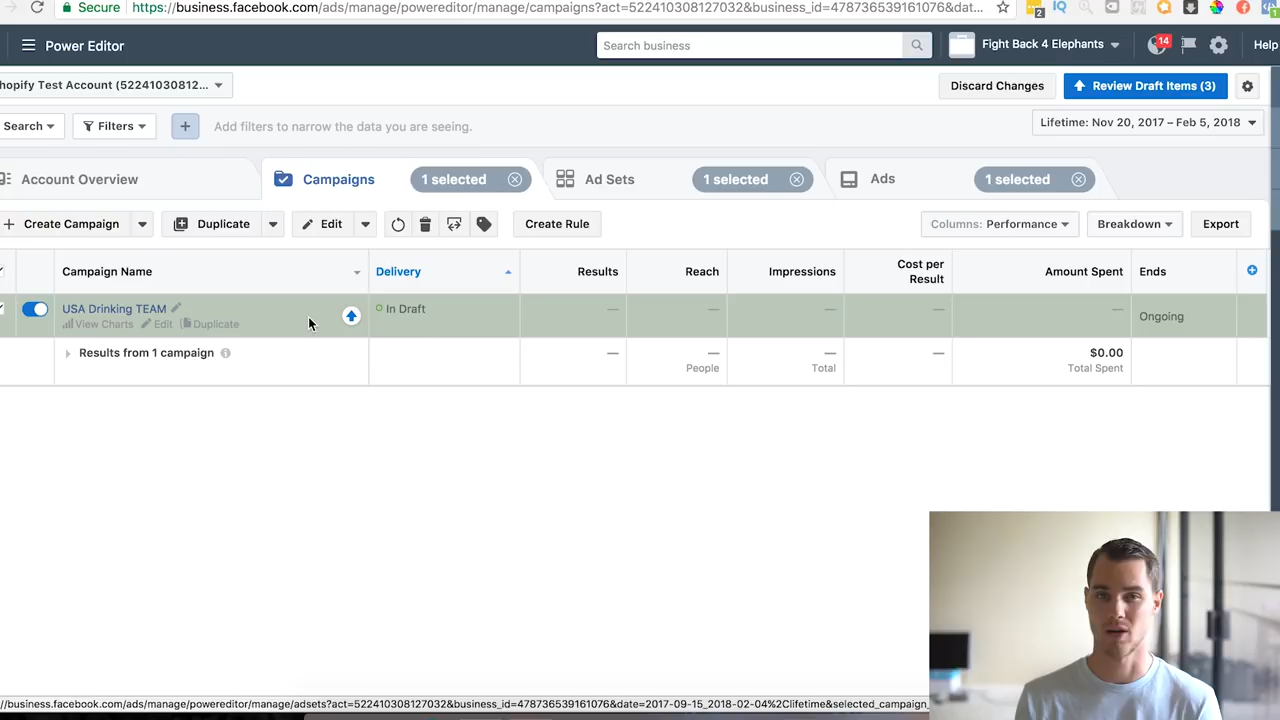 Secure https://business.facebook.com/ads/manage/powereditor/manage/campaigns?act=522410308127032&business_id=478736539161076&dat... 2 IQ 1
Power Editor Search business Fight Back 4 Elephants 14 Help
hopify Test Account (52241030812... Discard Changes Review Draft Items (3)
Search Filters + Add filters to narrow the data you are seeing. Lifetime: Nov 20, 2017 – Feb 5, 2018
Account Overview Campaigns 1 selected Ad Sets 1 selected Ads 1 selected
+ Create Campaign Duplicate Edit Create Rule Columns: Performance Breakdown Export
Campaign Name Delivery Results Reach Impressions Cost per Result Amount Spent Ends
USA Drinking TEAM In Draft — — — — — Ongoing
View Charts Edit Duplicate
Results from 1 campaign — — — — $0.00
People Total Total Spent
//business.facebook.com/ads/manage/powereditor/manage/adsets?act=522410308127032&business_id=478736539161076&date=2017-09-15_2018-02-04%2Clifetime&selected_campaign_